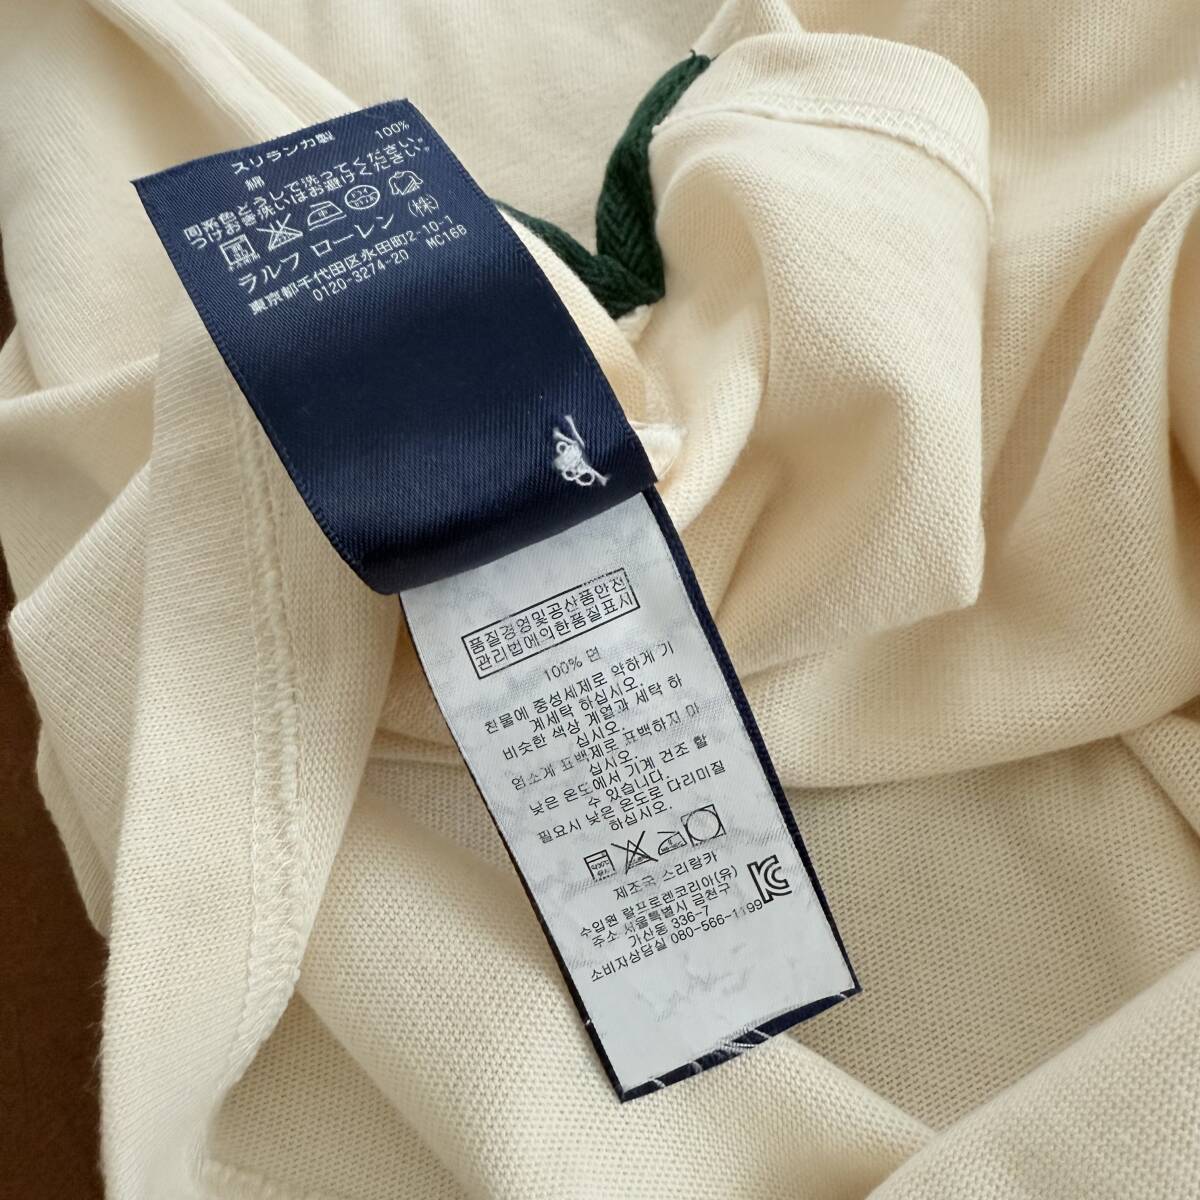 スリランカ製
綿 100%
同系色どうしで洗ってください。
つけおき洗いはお避けください。
ラルフ ローレン (株)
東京都千代田区永田町2-10-1
0120-3274-20 MC16B
품질경영및공산품안전
관리법에의한품질표시
100% 면
찬물에 중성세제로 약하게 기
계세탁 하십시오.
비슷한 색상 계열과 세탁 하
십시오.
염소계 표백제로 표백하지 마
십시오.
낮은 온도에서 기계 건조 할
수 있습니다.
필요시 낮은 온도로 다리미질
하십시오.
제조국 스리랑카
수입원 랄프로렌코리아(유)
주소 서울특별시 금천구
가산동 336-7
소비자상담실 080-566-1199